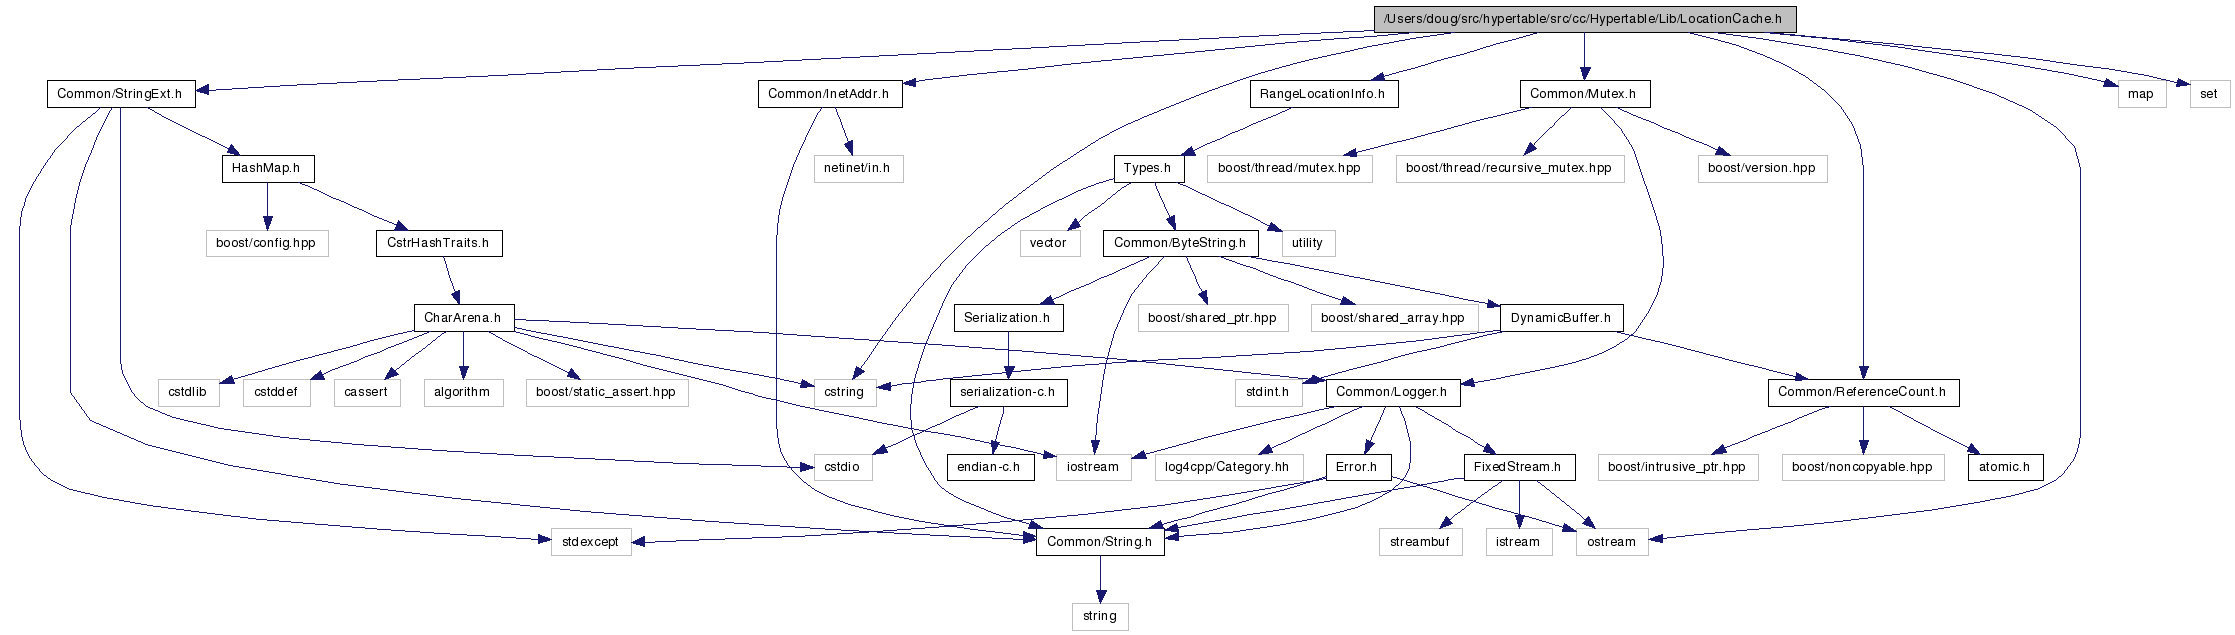 /Users/doug/src/hypertable/src/cc/Hypertable/Lib/LocationCache.h
Common/StringExt.h
Common/InetAddr.h
RangeLocationInfo.h
Common/Mutex.h
map
set
HashMap.h
netinet/in.h
Types.h
boost/thread/mutex.hpp
boost/thread/recursive_mutex.hpp
boost/version.hpp
boost/config.hpp
CstrHashTraits.h
vector
Common/ByteString.h
utility
CharArena.h
Serialization.h
boost/shared_ptr.hpp
boost/shared_array.hpp
DynamicBuffer.h
cstdlib
cstddef
cassert
algorithm
boost/static_assert.hpp
cstring
serialization-c.h
stdint.h
Common/Logger.h
Common/ReferenceCount.h
cstdio
endian-c.h
iostream
log4cpp/Category.hh
Error.h
FixedStream.h
boost/intrusive_ptr.hpp
boost/noncopyable.hpp
atomic.h
stdexcept
Common/String.h
streambuf
istream
ostream
string